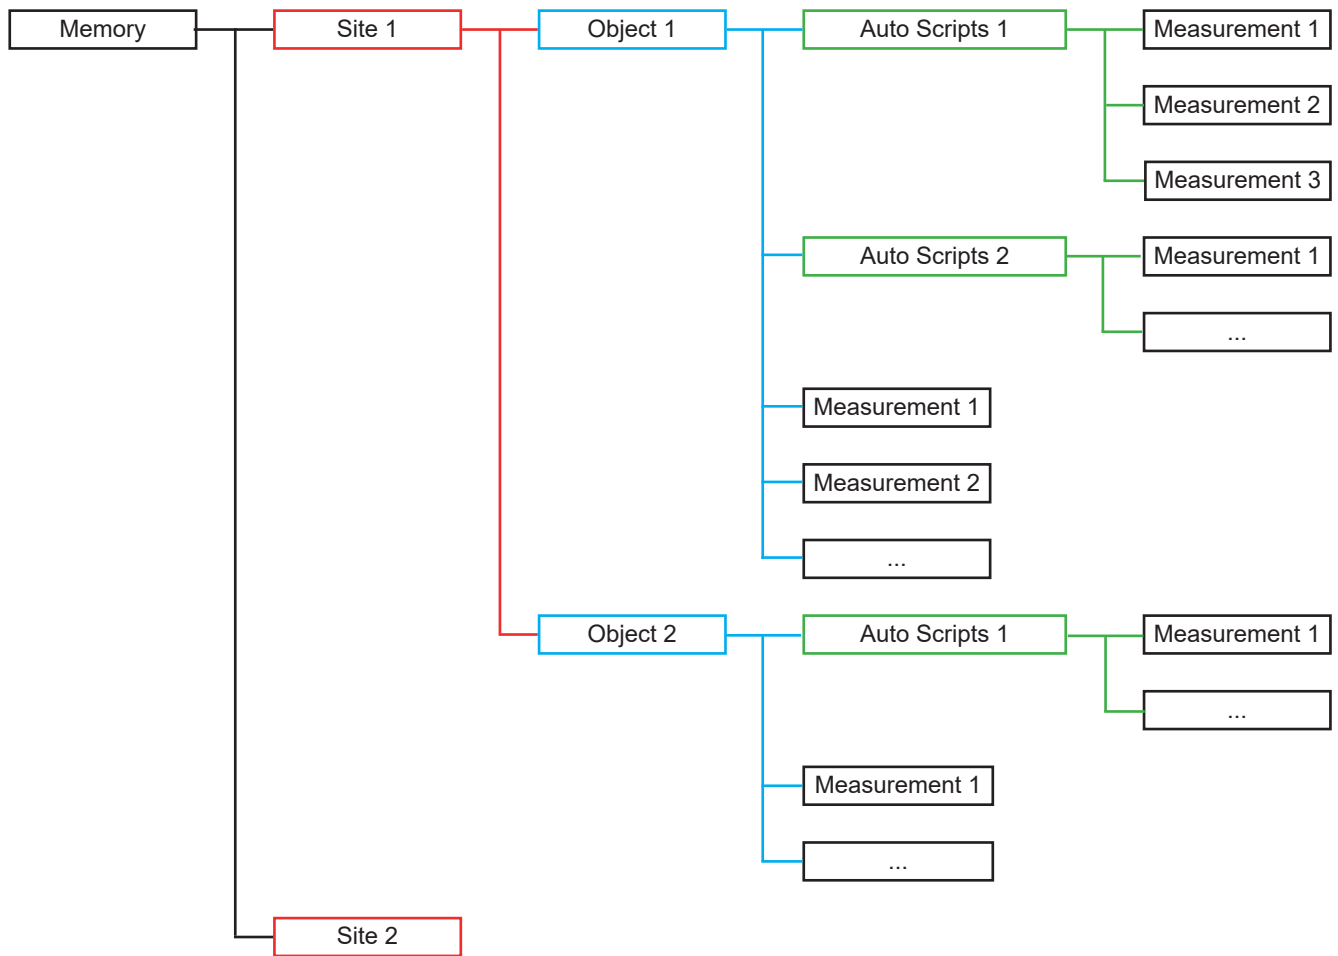 Memory
Site 1
Object 1
Auto Scripts 1
Measurement 1
Measurement 2
Measurement 3
Auto Scripts 2
Measurement 1
...
Measurement 1
Measurement 2
...
Object 2
Auto Scripts 1
Measurement 1
...
Measurement 1
...
Site 2